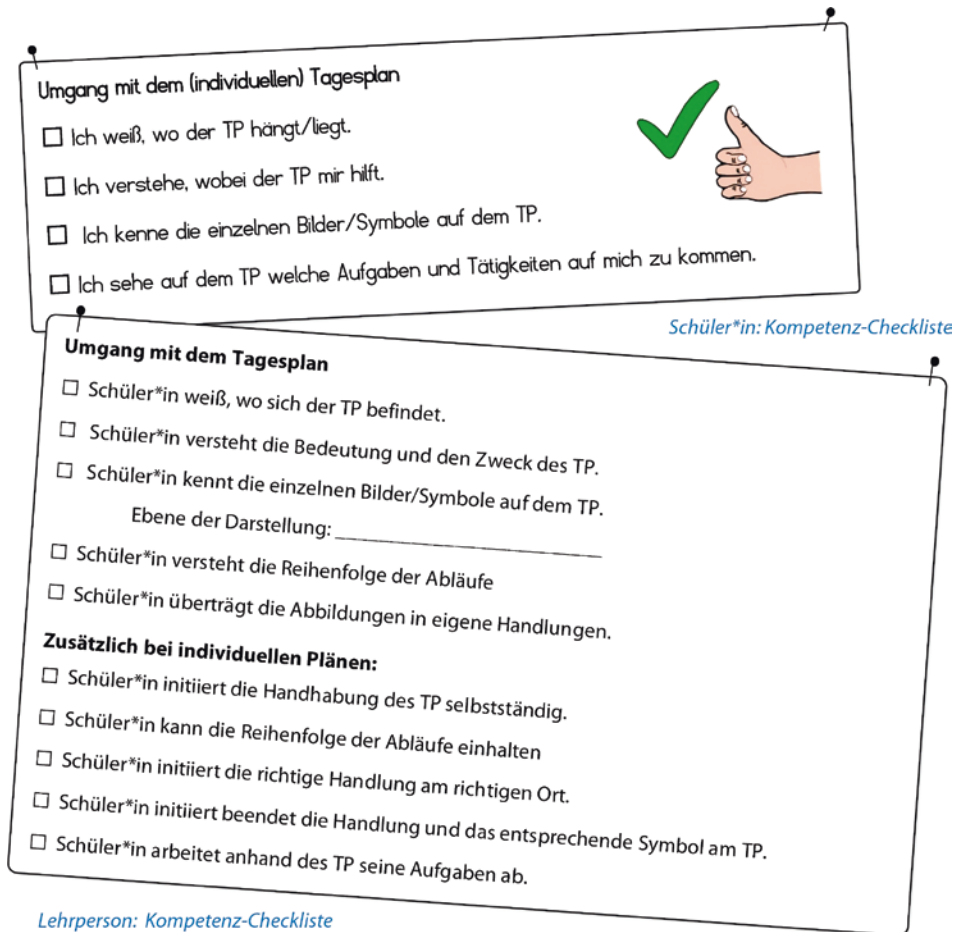 Umgang mit dem (individuellen) Tagesplan
Ich weiß, wo der TP hängt/liegt.
Ich verstehe, wobei der TP mir hilft.
Ich kenne die einzelnen Bilder/Symbole auf dem TP.
Ich sehe auf dem TP welche Aufgaben und Tätigkeiten auf mich zu kommen.
Schüler*in: Kompetenz-Checkliste
Umgang mit dem Tagesplan
Schüler*in weiß, wo sich der TP befindet.
Schüler*in versteht die Bedeutung und den Zweck des TP.
Schüler*in kennt die einzelnen Bilder/Symbole auf dem TP.
Ebene der Darstellung:
Schüler*in versteht die Reihenfolge der Abläufe
Schüler*in überträgt die Abbildungen in eigene Handlungen.
Zusätzlich bei individuellen Plänen:
Schüler*in initiiert die Handhabung des TP selbstständig.
Schüler*in kann die Reihenfolge der Abläufe einhalten
Schüler*in initiiert die richtige Handlung am richtigen Ort.
Schüler*in initiiert beendet die Handlung und das entsprechende Symbol am TP.
Schüler*in arbeitet anhand des TP seine Aufgaben ab.
Lehrperson: Kompetenz-Checkliste